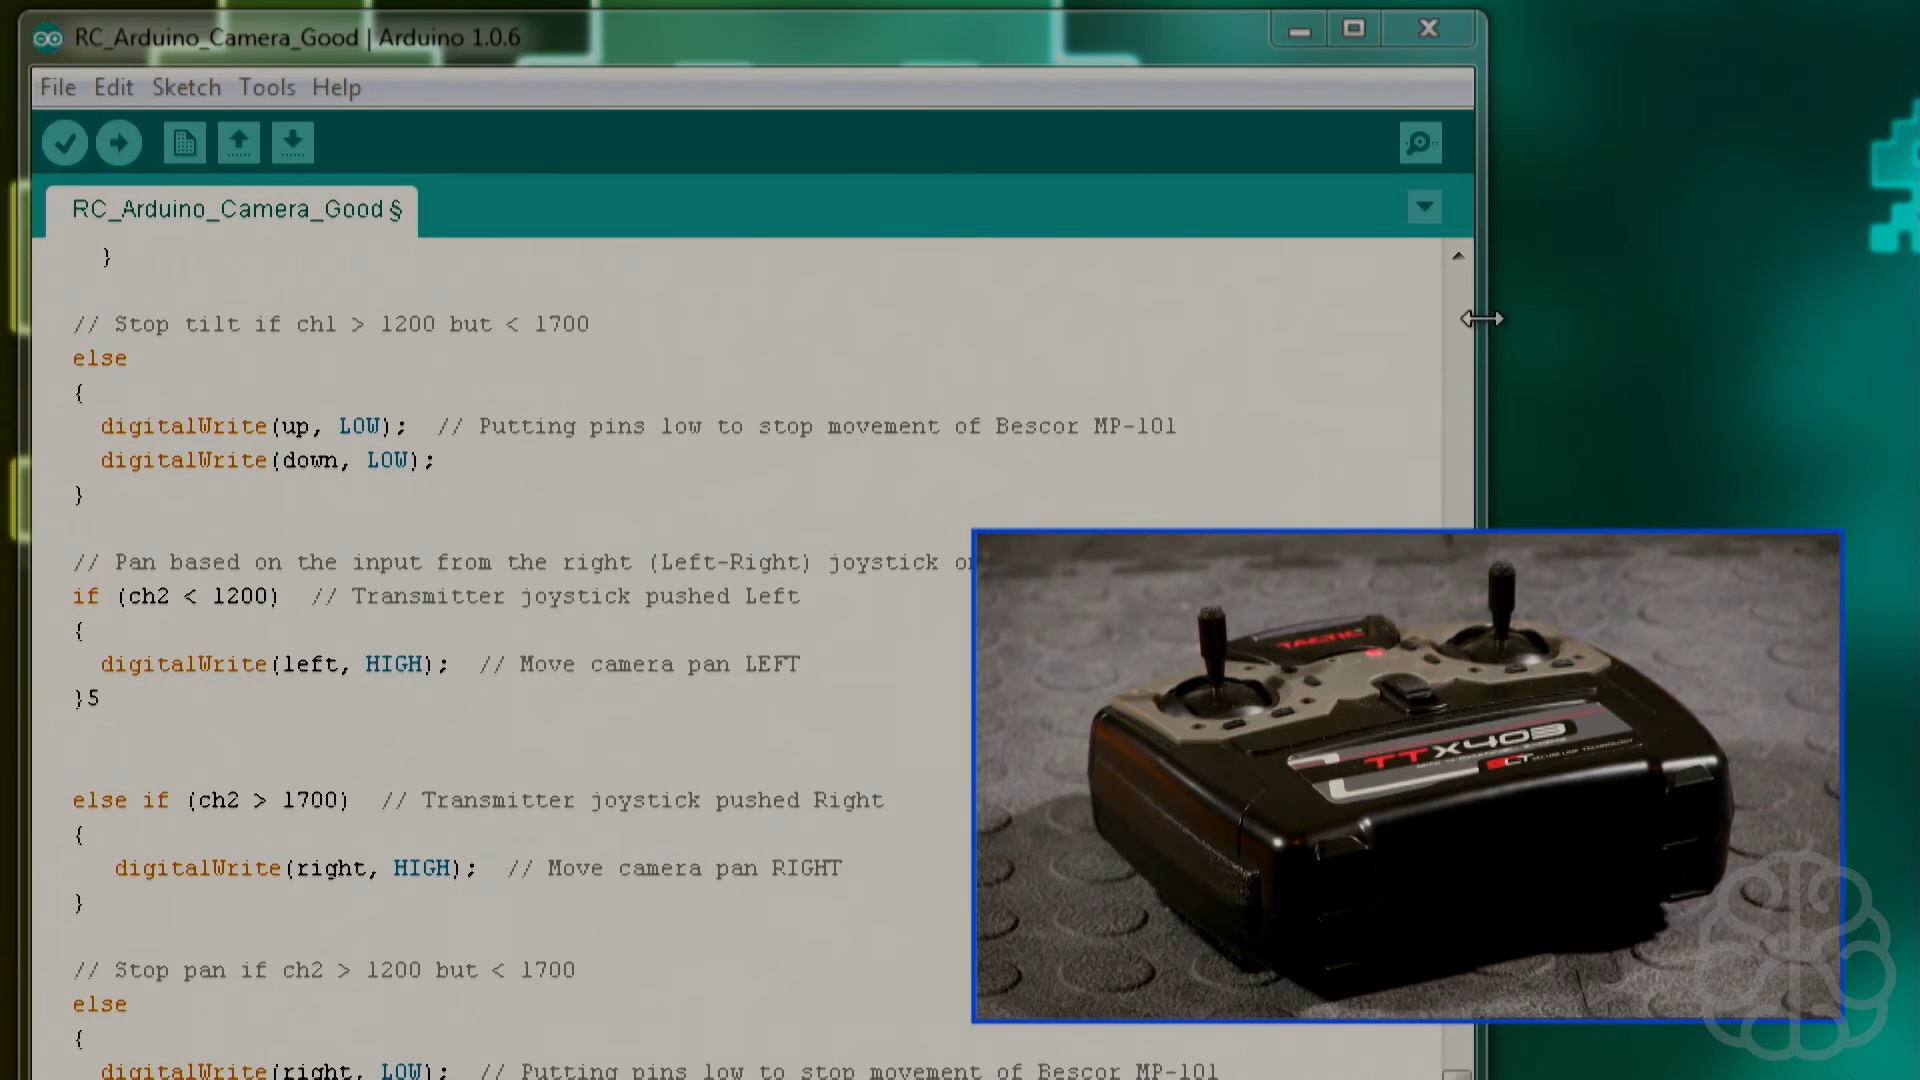 RC_Arduino_Camera_Good | Arduino 1.0.6
File Edit Sketch Tools Help
RC_Arduino_Camera_Good §
}
// Stop tilt if ch1 > 1200 but < 1700
else
{
digitalWrite(up, LOW);  // Putting pins low to stop movement of Bescor MP-101
digitalWrite(down, LOW);
}
// Pan based on the input from the right (Left-Right) joystick
if (ch2 < 1200)  // Transmitter joystick pushed Left
{
digitalWrite(left, HIGH);  // Move camera pan LEFT
}5
else if (ch2 > 1700)  // Transmitter joystick pushed Right
{
digitalWrite(right, HIGH);  // Move camera pan RIGHT
}
// Stop pan if ch2 > 1200 but < 1700
else
{
digitalWrite(right, LOW);  // Putting pins low to stop movement of Bescor MP-101
TACTIC
TTX403
SLT